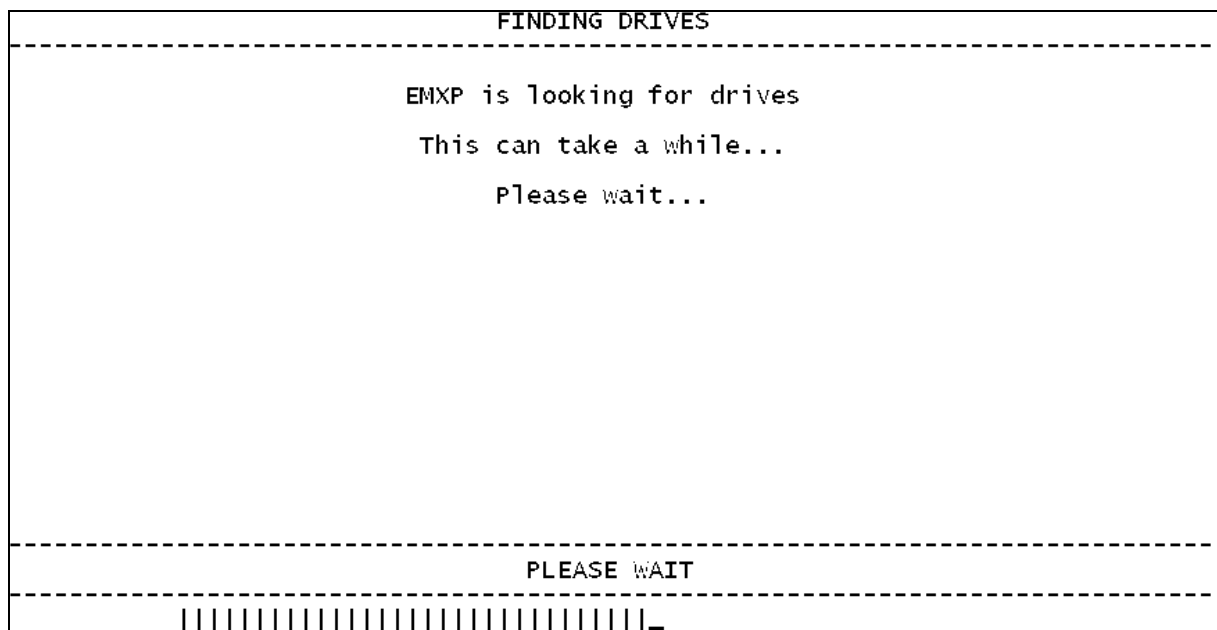 FINDING DRIVES
EMXP is looking for drives
This can take a while...
Please wait...
PLEASE WAIT